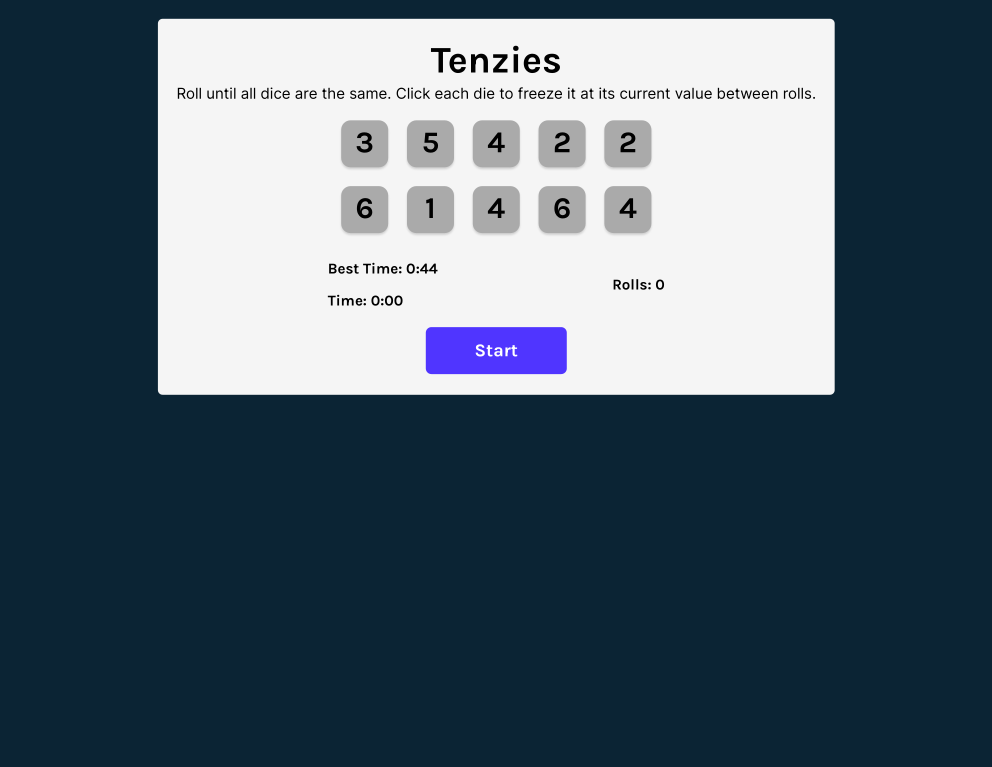 Tenzies
Roll until all dice are the same. Click each die to freeze it at its current value between rolls.
3 5 4 2 2
6 1 4 6 4
Best Time: 0:44
Rolls: 0
Time: 0:00
Start